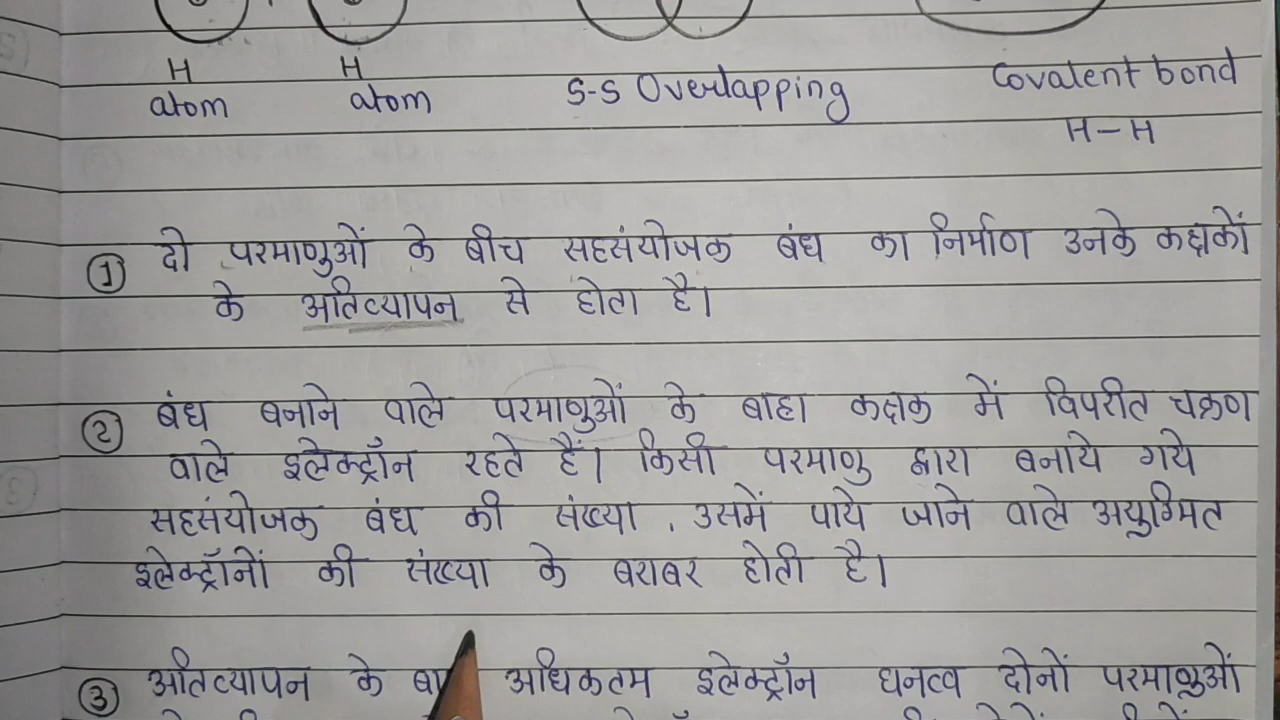 H H
atom atom S-S Overlapping Covalent bond
H-H
① दो परमाणुओं के बीच सहसंयोजक बंध का निर्माण उनके कक्षकों
के अतिव्यापन से होता है।
② बंध बनाने वाले परमाणुओं के बाह्य कक्षक में विपरीत चक्रण
वाले इलेक्ट्रॉन रहते हैं। किसी परमाणु द्वारा बनाये गये
सहसंयोजक बंध की संख्या, उसमें पाये जाने वाले अयुग्मित
इलेक्ट्रॉनों की संख्या के बराबर होती है।
③ अतिव्यापन के अधिकतम इलेक्ट्रॉन घनत्व दोनों परमाणुओं